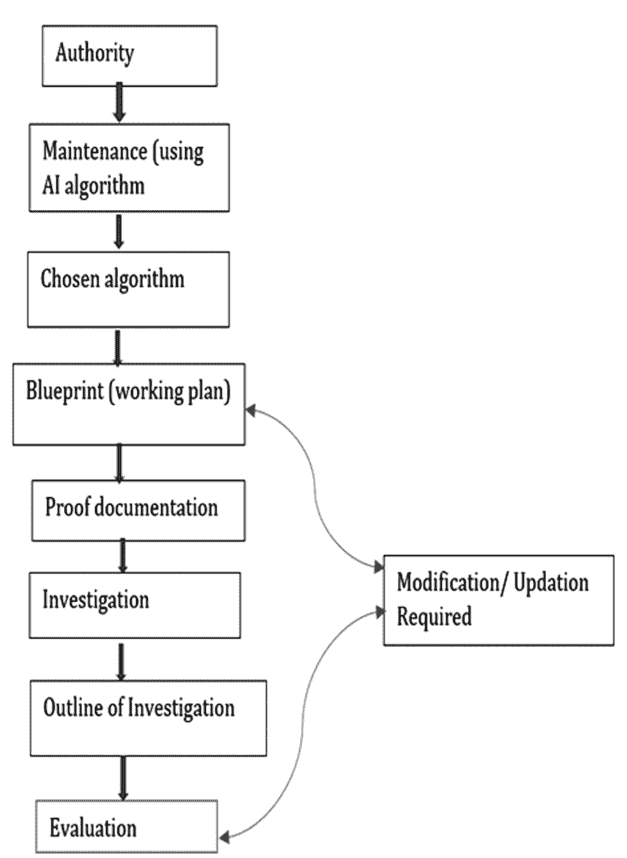 Authority
Maintenance (using
AI algorithm
Chosen algorithm
Blueprint (working plan)
Proof documentation
Investigation
Modification/ Updation
Required
Outline of Investigation
Evaluation